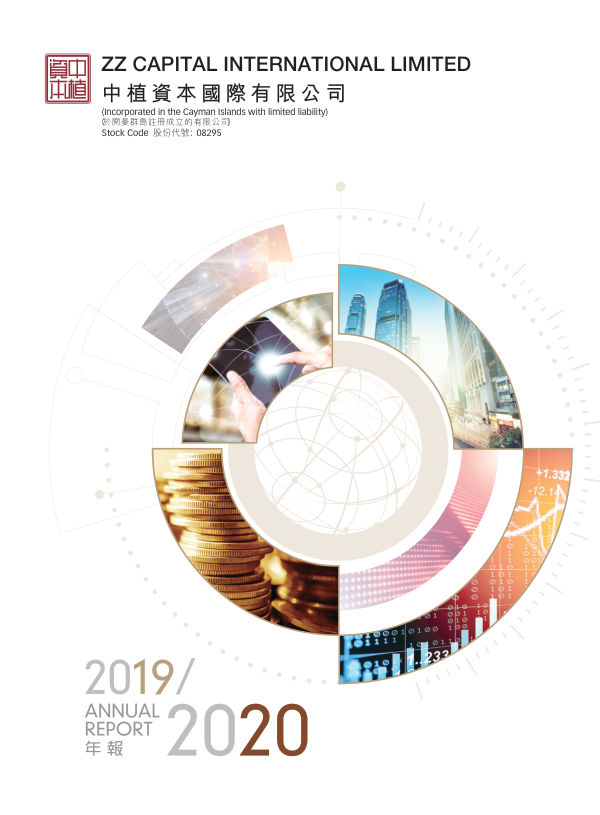 中植
資本
ZZ CAPITAL INTERNATIONAL LIMITED
中植資本國際有限公司
(Incorporated in the Cayman Islands with limited liability)
(於開曼群島註冊成立的有限公司)
Stock Code 股份代號: 08295
+1.332
-12.14
1..233
2019/
ANNUAL
REPORT
年報
2020